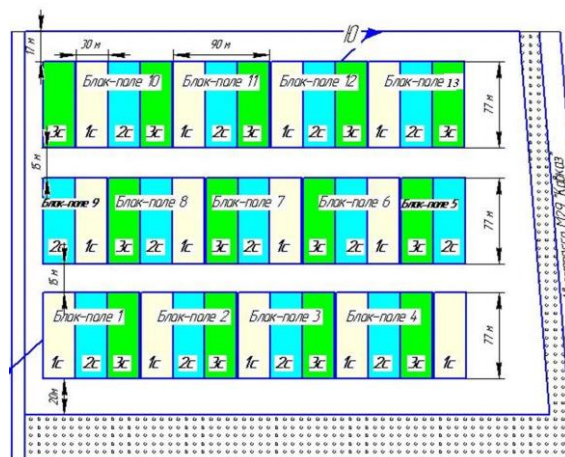 Ю
17 м
30 м
90 м
Блок-поле 10 Блок-поле 11 Блок-поле 12 Блок-поле 13
3с 1с 2с 3с 1с 2с 3с 1с 2с 3с 1с 2с 3с
77 м
15 м
Блок-поле 9 Блок-поле 8 Блок-поле 7 Блок-поле 6 Блок-поле 5
2с 1с 3с 2с 1с 3с 2с 1с 3с 2с 1с 3с 2с
77 м
15 м
Блок-поле 1 Блок-поле 2 Блок-поле 3 Блок-поле 4
1с 2с 3с 1с 2с 3с 1с 2с 3с 1с 2с 3с 1с
77 м
20м
М29 "Кавказ"